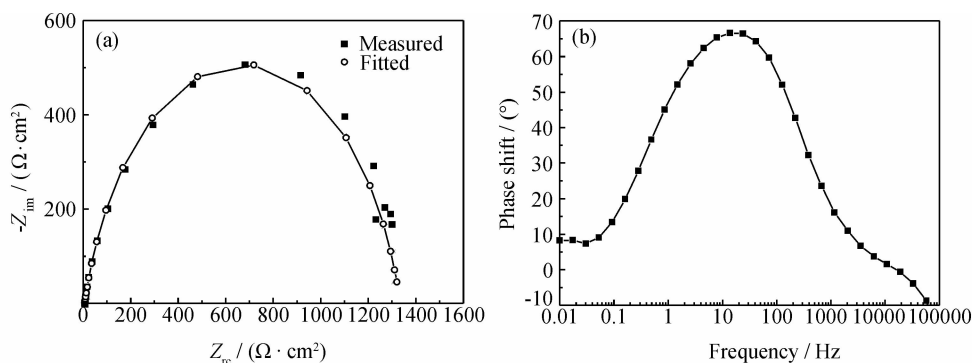 600
400
200
0
-Z_im / (Ω·cm²)
(a)
Measured
Fitted
0 200 400 600 800 1000 1200 1400 1600
Z_re / (Ω·cm²)
70
60
50
40
30
20
10
0
-10
Phase shift / (°)
(b)
0.01 0.1 1 10 100 1000 10000 100000
Frequency / Hz